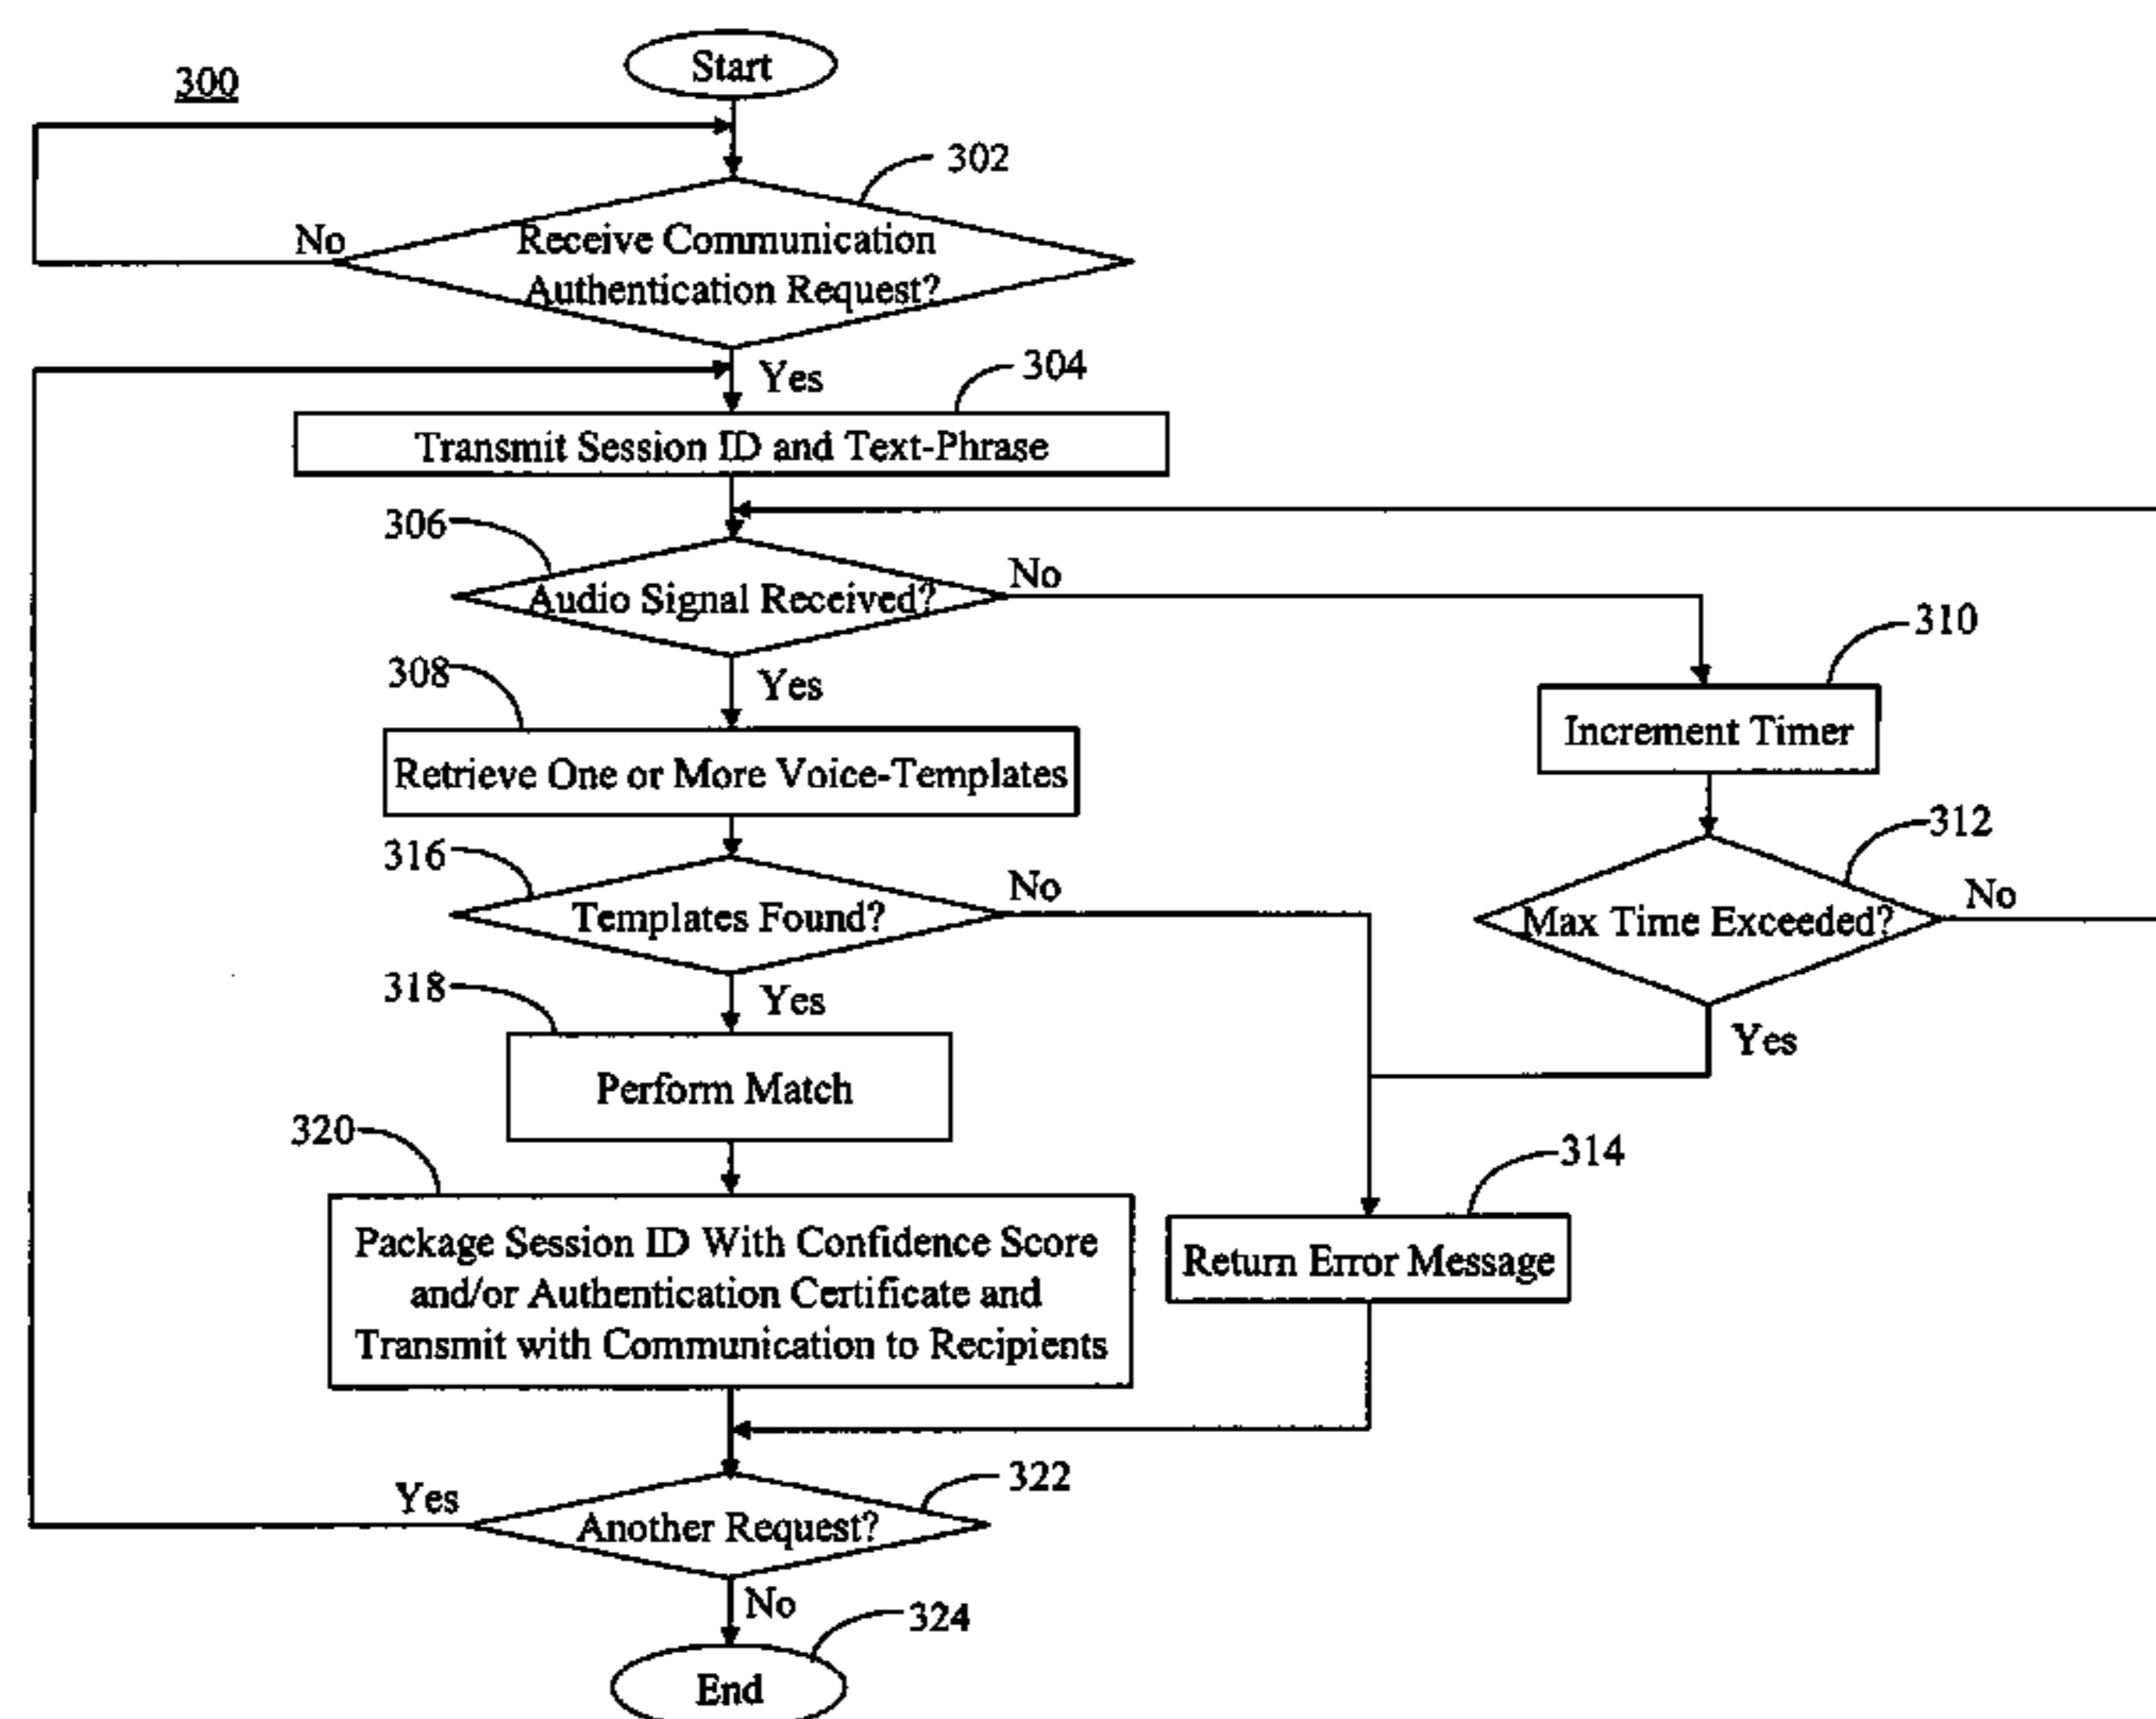 Start
300
302
No
Receive Communication
Authentication Request?
Yes
304
Transmit Session ID and Text-Phrase
306
Audio Signal Received?
No
310
308
Yes
Increment Timer
Retrieve One or More Voice-Templates
312
316
Templates Found?
No
Max Time Exceeded?
No
318
Yes
Yes
Perform Match
320
314
Package Session ID With Confidence Score
and/or Authentication Certificate and
Transmit with Communication to Recipients
Return Error Message
322
Yes
Another Request?
No
324
End